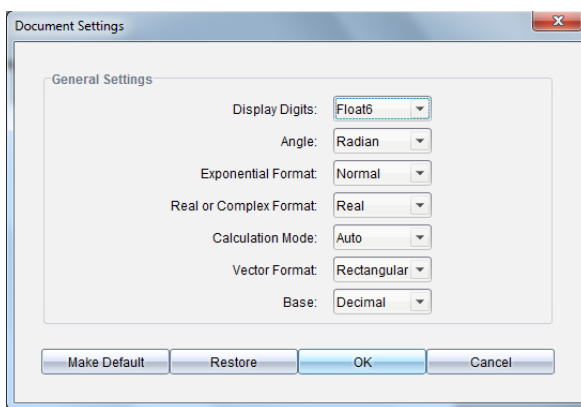 Document Settings
General Settings
Display Digits: Float6
Angle: Radian
Exponential Format: Normal
Real or Complex Format: Real
Calculation Mode: Auto
Vector Format: Rectangular
Base: Decimal
Make Default Restore OK Cancel